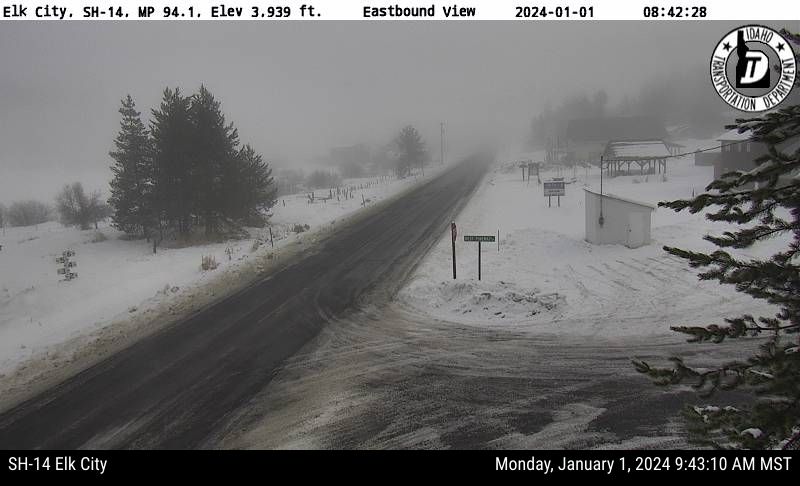 Elk City, SH-14, MP 94.1, Elev 3,939 ft. Eastbound View 2024-01-01 08:42:28
IDAHO
TRANSPORTATION DEPARTMENT
SH-14 Elk City Monday, January 1, 2024 9:43:10 AM MST